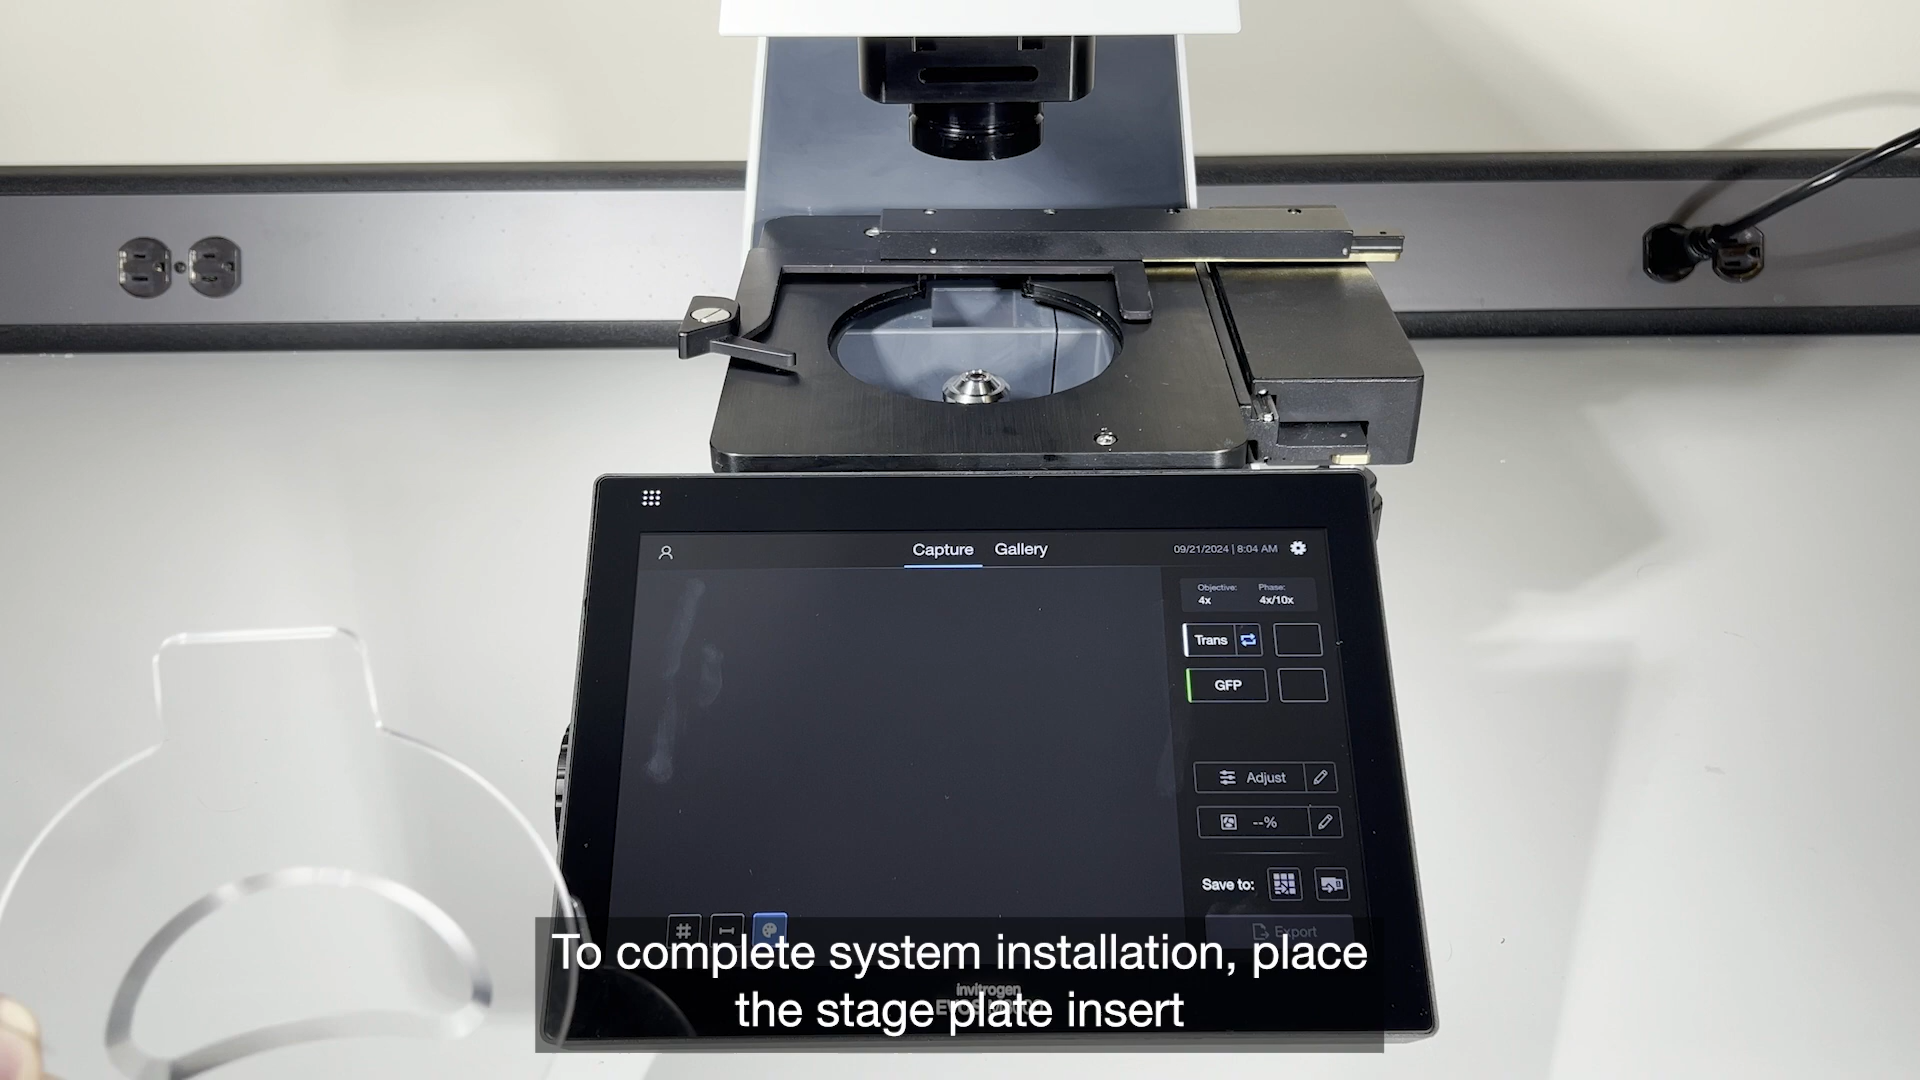 Capture Gallery 09/21/2024 | 8:04 AM
Objective: Phase:
4x 4x/10x
Trans
GFP
Adjust
--%
Save to:
Export
To complete system installation, place
the stage plate insert
invitrogen